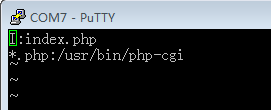 COM7 - PuTTY
I:index.php
*.php:/usr/bin/php-cgi
~
~
~